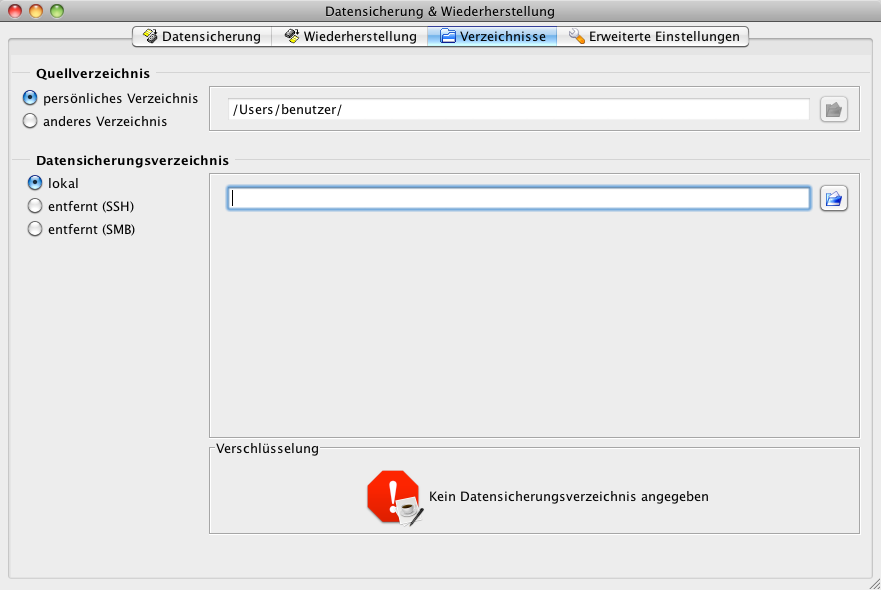 Datensicherung & Wiederherstellung
Datensicherung Wiederherstellung Verzeichnisse Erweiterte Einstellungen
Quellverzeichnis
persönliches Verzeichnis
/Users/benutzer/
anderes Verzeichnis
Datensicherungsverzeichnis
lokal
entfernt (SSH)
entfernt (SMB)
Verschlüsselung
Kein Datensicherungsverzeichnis angegeben